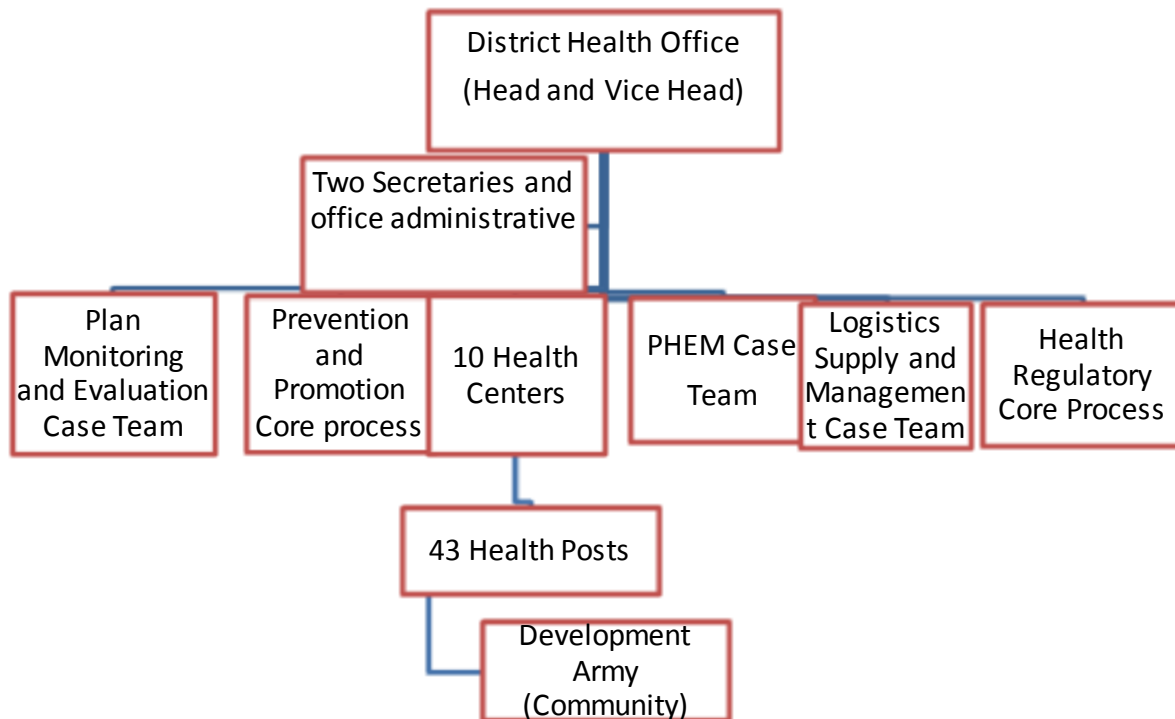 District Health Office
(Head and Vice Head)
Two Secretaries and
office administrative
Plan
Monitoring
and Evaluation
Case Team
Prevention
and
Promotion
Core process
10 Health
Centers
PHEM Case
Team
Logistics
Supply and
Managemen
t Case Team
Health
Regulatory
Core Process
43 Health Posts
Development
Army
(Community)